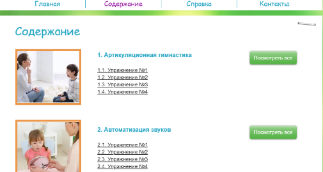 Главная Содержание Справка Контакты
Содержание
1. Артикуляционная гимнастика
Посмотреть все
1.1. Упражнение №1
1.2. Упражнение №2
1.3. Упражнение №3
1.4. Упражнение №4
2. Автоматизация звуков
Посмотреть все
2.1. Упражнение №1
2.2. Упражнение №2
2.3. Упражнение №3
2.4. Упражнение №4